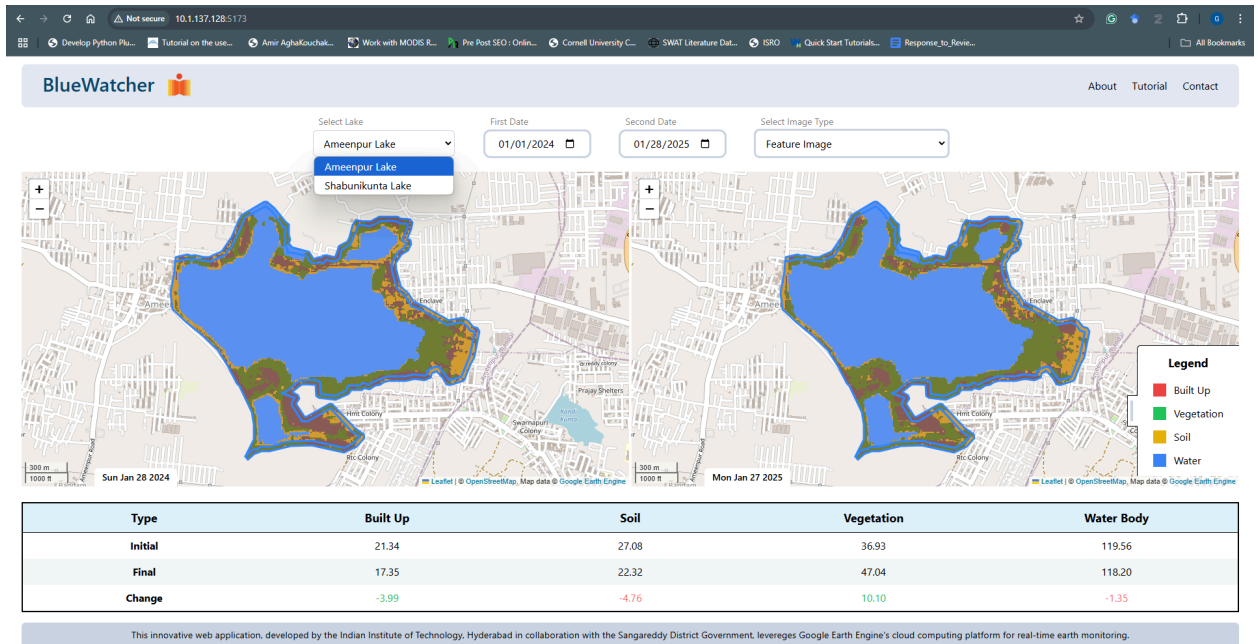 Not secure 10.1.137.128:5173
Develop Python Plu... Tutorial on the use... Amir AghaKouchak... Work with MODIS R... Pre Post SEO : Onlin... Cornell University C... SWAT Literature Dat... ISRO Quick Start Tutorials... Response_to_Revie... All Bookmarks
BlueWatcher About Tutorial Contact
Select Lake First Date Second Date Select Image Type
Ameenpur Lake 01/01/2024 01/28/2025 Feature Image
Ameenpur Lake
Shabunikunta Lake
+ +
− −
Enclave Enclave
Prajay Shelters
Hmt Colony Hmt Colony
Swarnapuri
Colony
Kandi
Kunta
Rtc Colony Rtc Colony
Ameenpur Road Ameenpur Road
Legend
Built Up
Vegetation
Soil
Water
300 m 300 m
1000 ft 1000 ft
Sun Jan 28 2024 Mon Jan 27 2025
Leaflet | © OpenStreetMap, Map data © Google Earth Engine Leaflet | © OpenStreetMap, Map data © Google Earth Engine
Type Built Up Soil Vegetation Water Body
Initial 21.34 27.08 36.93 119.56
Final 17.35 22.32 47.04 118.20
Change -3.99 -4.76 10.10 -1.35
This innovative web application, developed by the Indian Institute of Technology, Hyderabad in collaboration with the Sangareddy District Government, levereges Google Earth Engine's cloud computing platform for real-time earth monitoring.